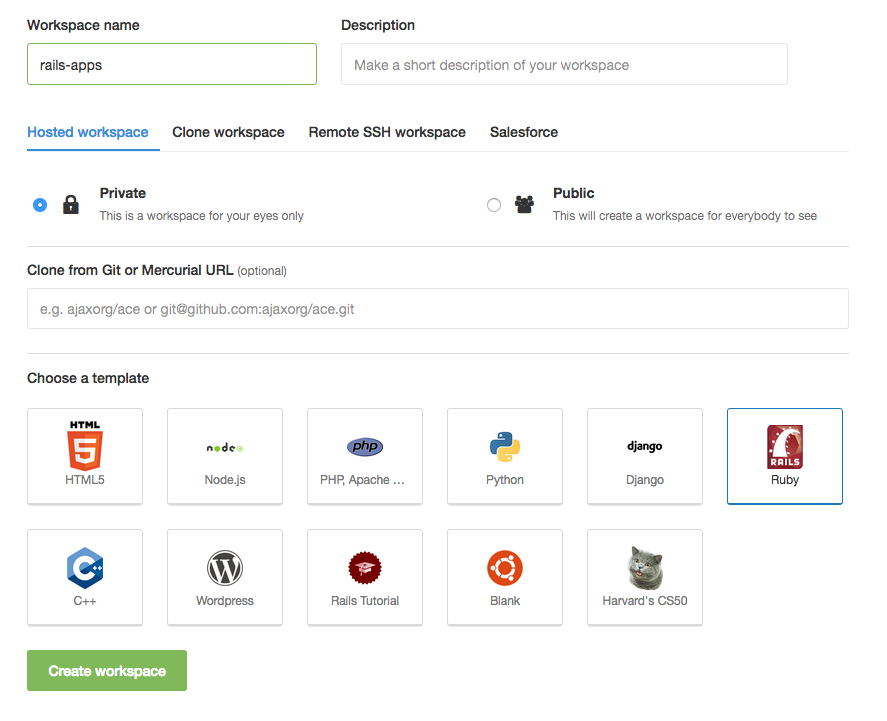 Workspace name
Description
rails-apps
Make a short description of your workspace
Hosted workspace Clone workspace Remote SSH workspace Salesforce
Private
This is a workspace for your eyes only
Public
This will create a workspace for everybody to see
Clone from Git or Mercurial URL (optional)
e.g. ajaxorg/ace or git@github.com:ajaxorg/ace.git
Choose a template
HTML
5
HTML5
node
Node.js
php
PHP, Apache ...
Python
django
Django
RAILS
Ruby
C++
C++
W
Wordpress
Rails Tutorial
Blank
Harvard's CS50
Create workspace